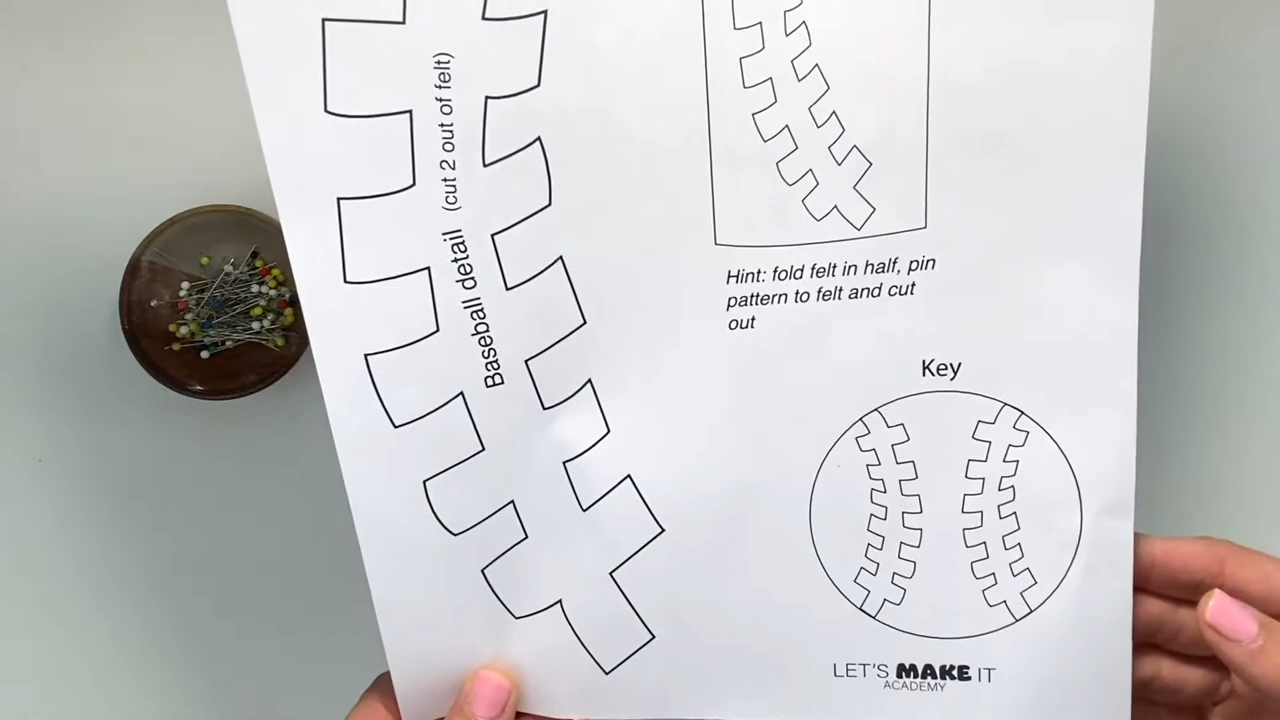 Baseball detail (cut 2 out of felt)
Hint: fold felt in half, pin
pattern to felt and cut
out
Key
LET'S MAKE IT
ACADEMY